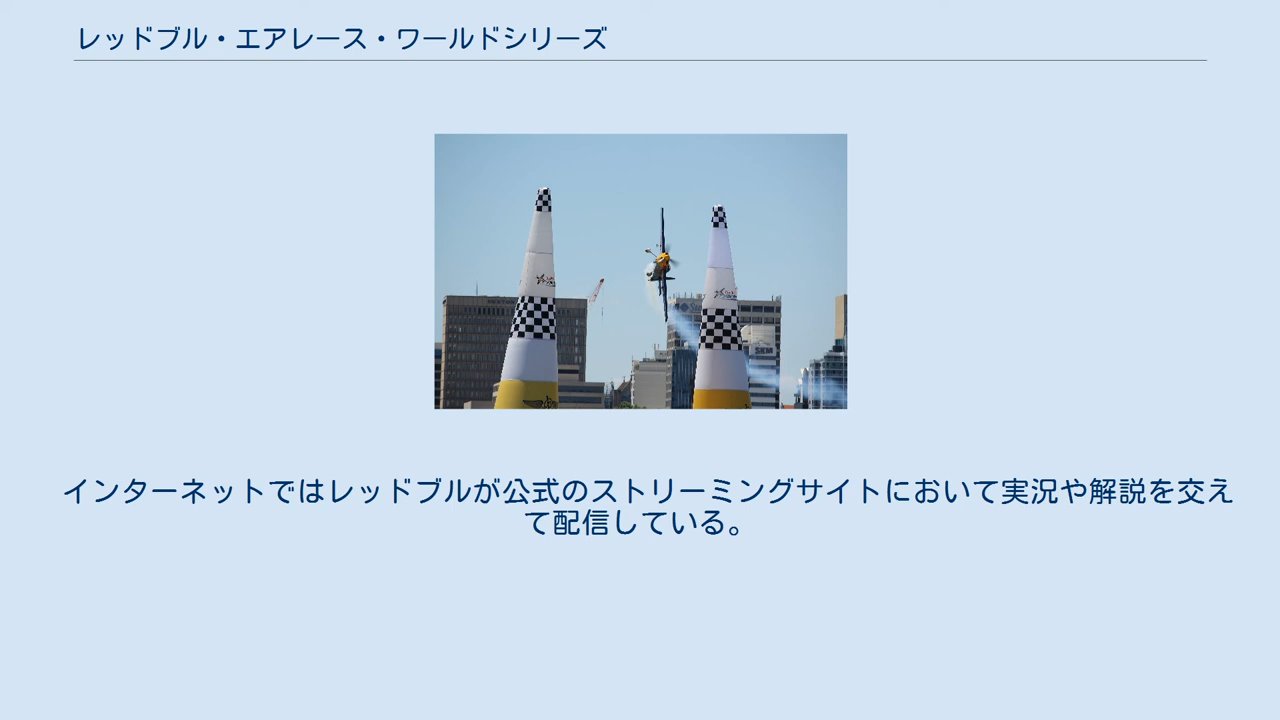 レッドブル・エアレース・ワールドシリーズ
SKM
インターネットではレッドブルが公式のストリーミングサイトにおいて実況や解説を交え
て配信している。